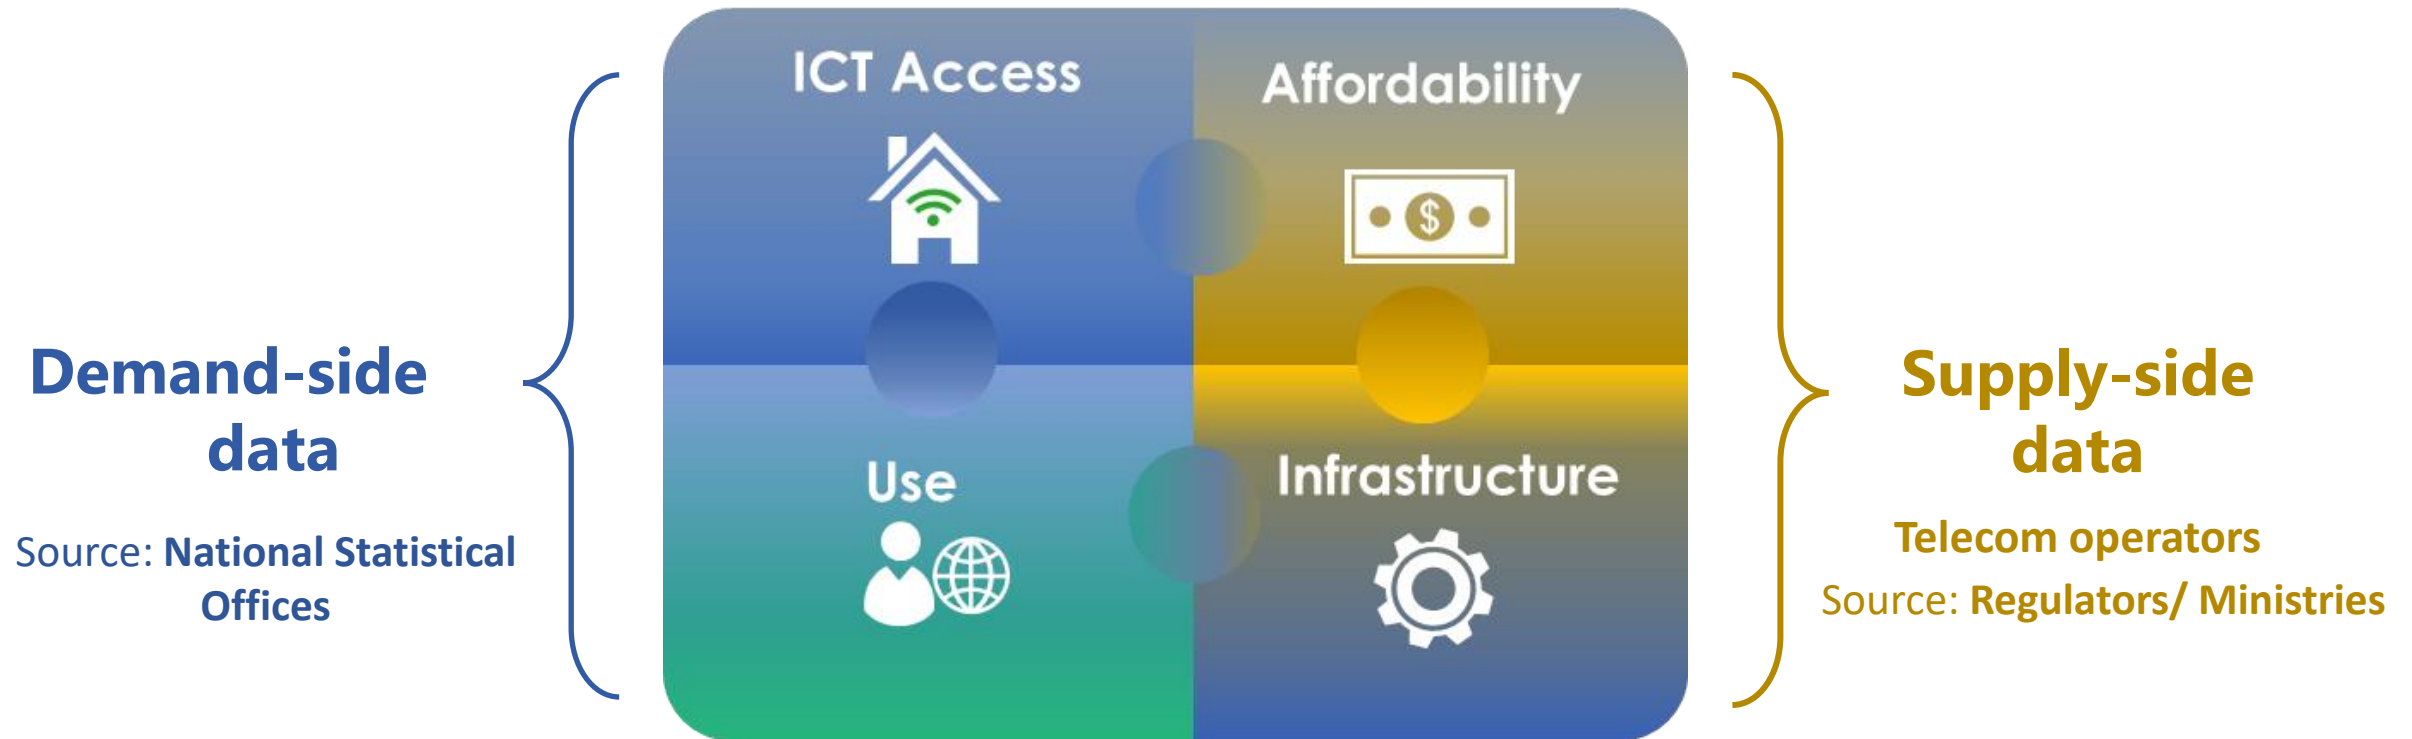 Demand-side
data
Source: National Statistical
Offices
ICT Access
Affordability
$
Use
Infrastructure
Supply-side
data
Telecom operators
Source: Regulators/ Ministries